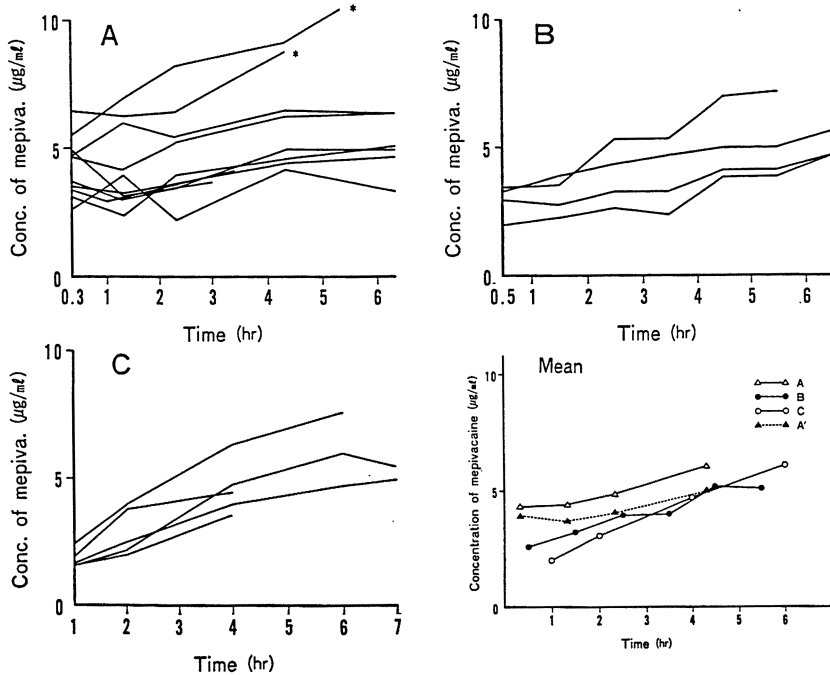 A
Conc. of mepiva. (μg/mℓ)
10
5
0
*
*
0.3 1 2 3 4 5 6
Time (hr)
B
Conc. of mepiva. (μg/mℓ)
10
5
0
0.5 1 2 3 4 5 .6
Time (hr)
C
Conc. of mepiva. (μg/mℓ)
10
5
0
1 2 3 4 5 6 7
Time (hr)
Mean
Concentration of mepivacaine (μg/mℓ)
10
5
0
A
B
C
A'
1 2 3 4 5 6
Time (hr)